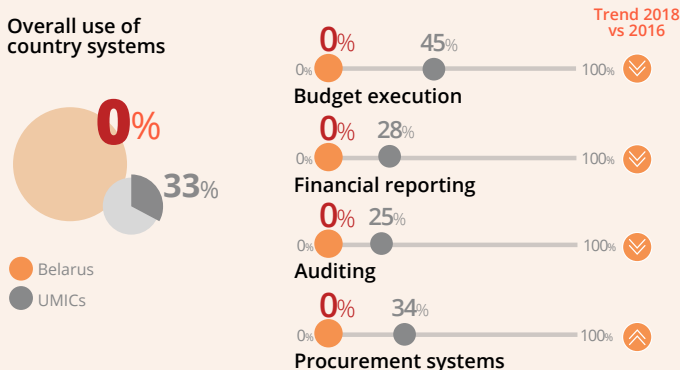 Overall use of
country systems
0%
33%
Belarus
UMICs
Trend 2018
vs 2016
0%
45%
0%
100%
Budget execution
0%
28%
0%
100%
Financial reporting
0%
25%
0%
100%
Auditing
0%
34%
0%
100%
Procurement systems